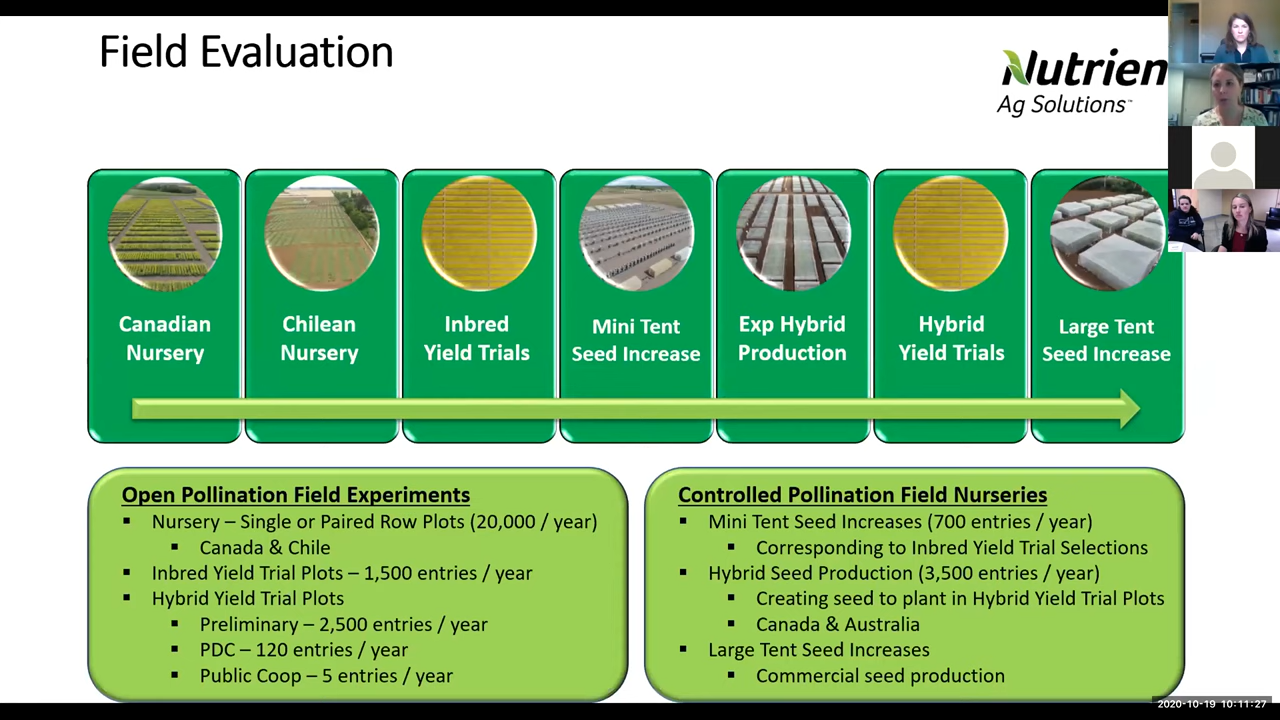 Field Evaluation
Nutrien
Ag Solutions™
Canadian
Nursery
Chilean
Nursery
Inbred
Yield Trials
Mini Tent
Seed Increase
Exp Hybrid
Production
Hybrid
Yield Trials
Large Tent
Seed Increase
Open Pollination Field Experiments
▪ Nursery – Single or Paired Row Plots (20,000 / year)
▪ Canada & Chile
▪ Inbred Yield Trial Plots – 1,500 entries / year
▪ Hybrid Yield Trial Plots
▪ Preliminary – 2,500 entries / year
▪ PDC – 120 entries / year
▪ Public Coop – 5 entries / year
Controlled Pollination Field Nurseries
▪ Mini Tent Seed Increases (700 entries / year)
▪ Corresponding to Inbred Yield Trial Selections
▪ Hybrid Seed Production (3,500 entries / year)
▪ Creating seed to plant in Hybrid Yield Trial Plots
▪ Canada & Australia
▪ Large Tent Seed Increases
▪ Commercial seed production
2020-10-19 10:11:27